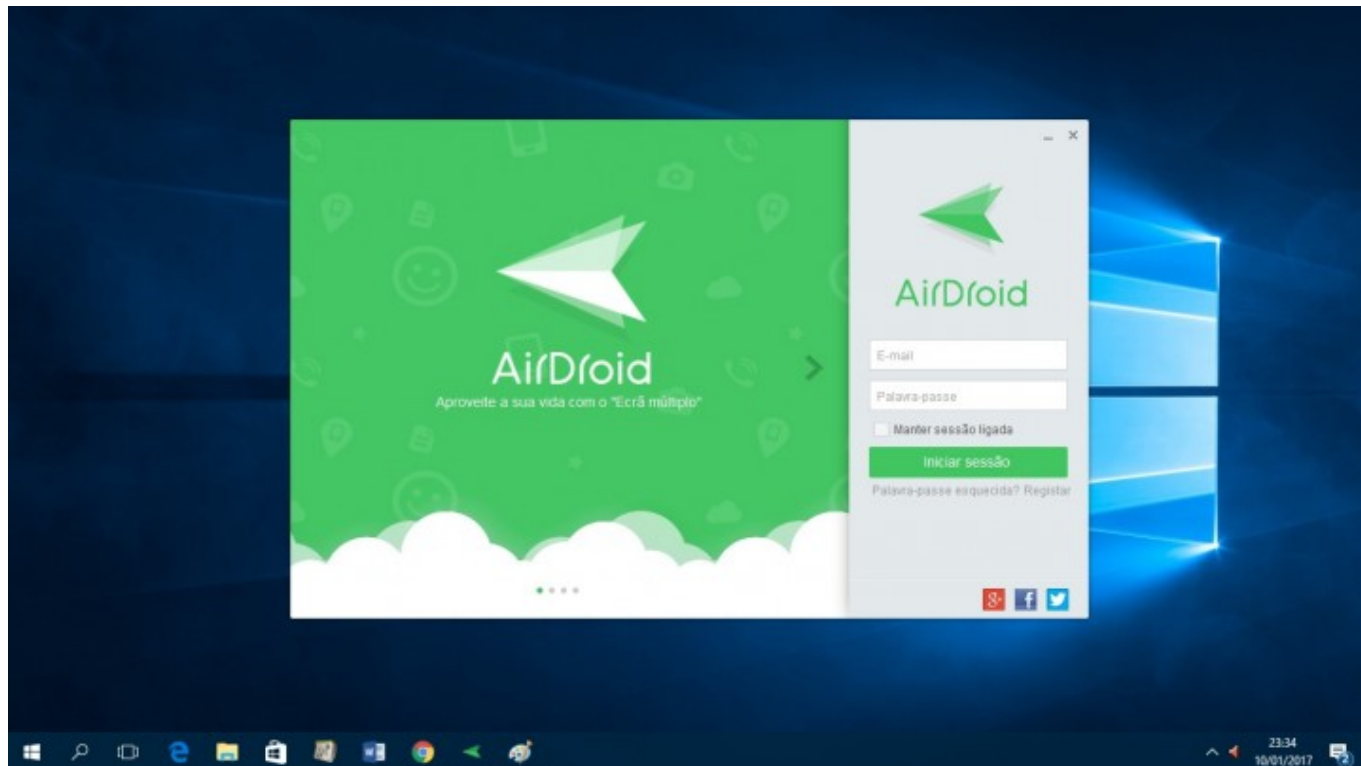 AirDroid
Aproveite a sua vida com o "Ecrã múltiplo"
AirDroid
E-mail
Palavra-passe
Manter sessão ligada
Iniciar sessão
Palavra-passe esquecida? Registar
23:34
10/01/2017
2